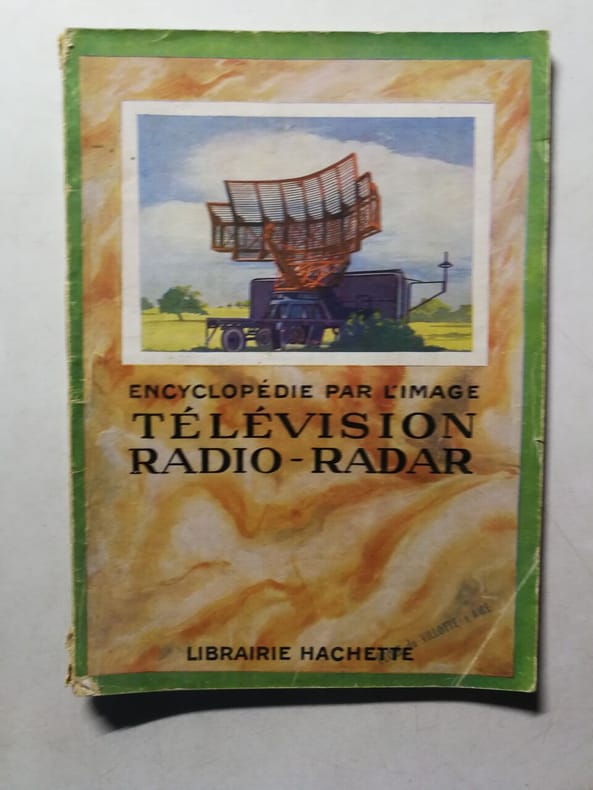 ENCYCLOPÉDIE PAR L'IMAGE
TÉLÉVISION
RADIO-RADAR
LIBRAIRIE HACHETTE